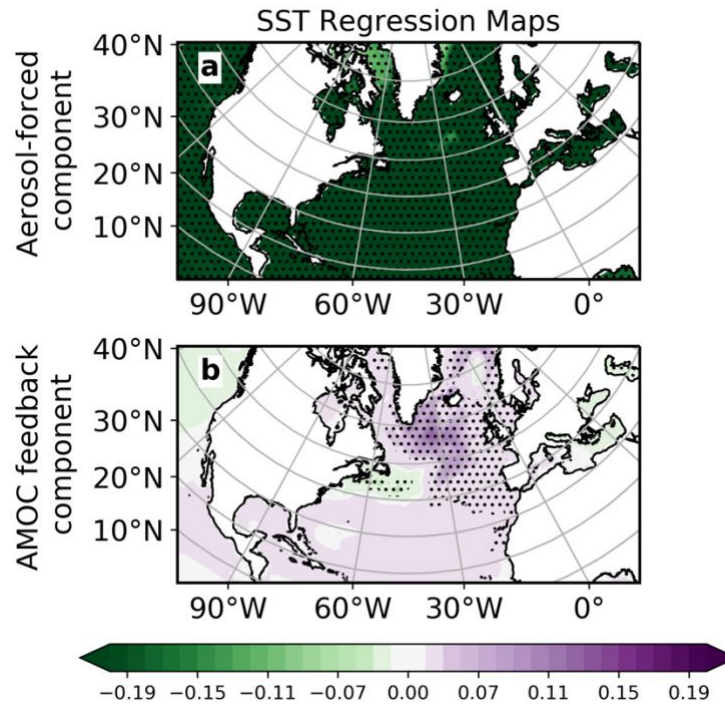 SST Regression Maps
Aerosol-forced
component
a
40°N
30°N
20°N
10°N
90°W 60°W 30°W 0°
AMOC feedback
component
b
40°N
30°N
20°N
10°N
90°W 60°W 30°W 0°
−0.19 −0.15 −0.11 −0.07 0.00 0.07 0.11 0.15 0.19